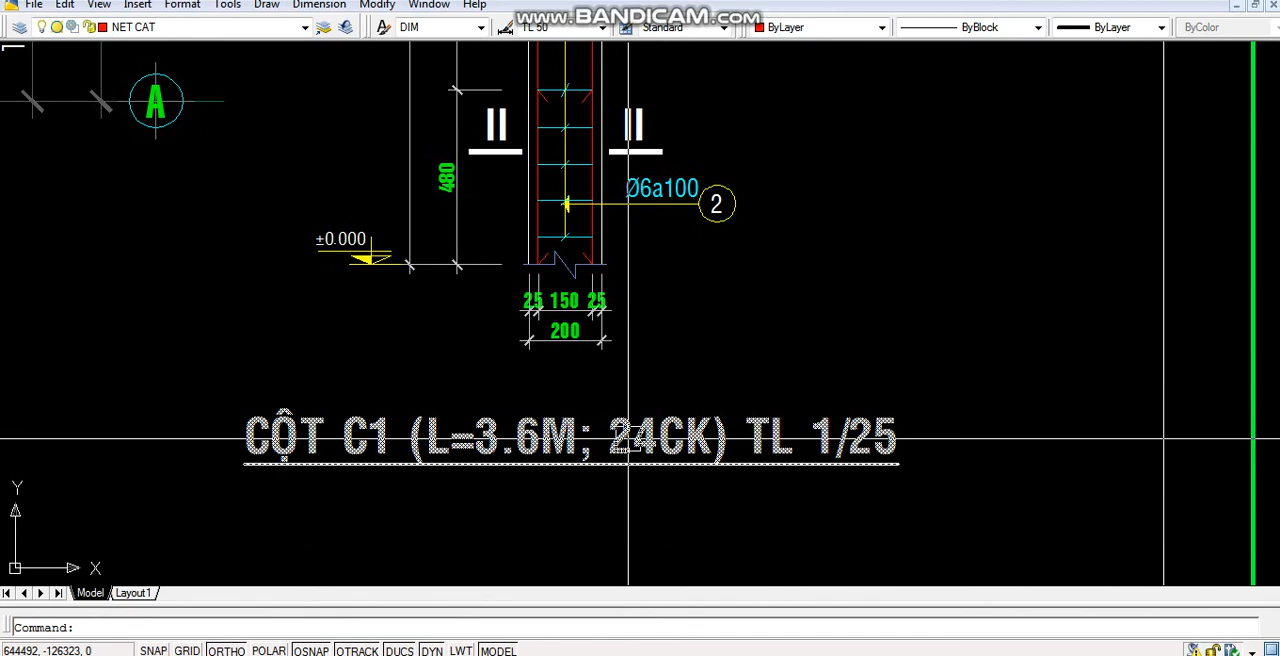 File Edit View Insert Format Tools Draw Dimension Modify Window Help
www.BANDICAM.com
NET CAT DIM TL 50 Standard ByLayer ByBlock ByLayer ByColor
A
II II
480
Ø6a100 2
±0.000
25 150 25
200
CỘT C1 (L=3.6M; 24CK) TL 1/25
Y
X
Model Layout1
Command:
644492, -126323, 0 SNAP GRID ORTHO POLAR OSNAP OTRACK DUCS DYN LWT MODEL